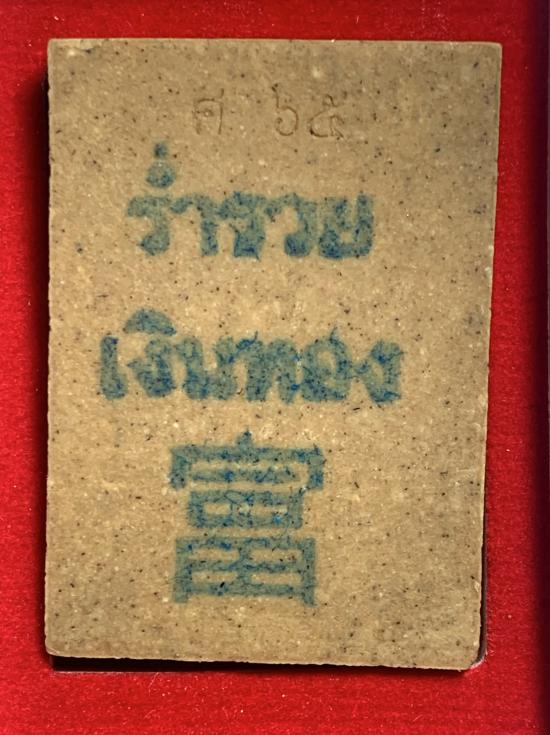 ศ ๖๕
ร่ำรวย
เงินทอง
富